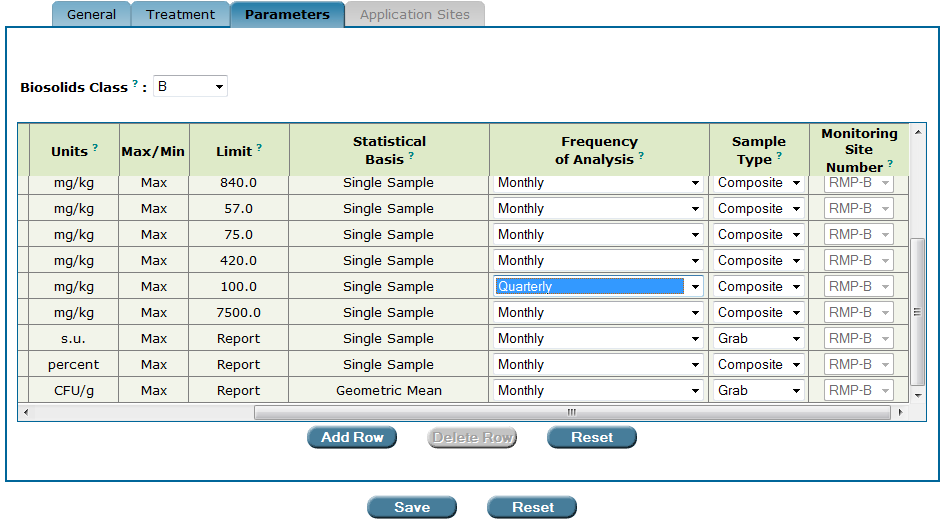 General Treatment Parameters Application Sites
Biosolids Class ? : B
Units ? Max/Min Limit ? Statistical Basis ? Frequency of Analysis ? Sample Type ? Monitoring Site Number ?
mg/kg Max 840.0 Single Sample Monthly Composite RMP-B
mg/kg Max 57.0 Single Sample Monthly Composite RMP-B
mg/kg Max 75.0 Single Sample Monthly Composite RMP-B
mg/kg Max 420.0 Single Sample Monthly Composite RMP-B
mg/kg Max 100.0 Single Sample Quarterly Composite RMP-B
mg/kg Max 7500.0 Single Sample Monthly Composite RMP-B
s.u. Max Report Single Sample Monthly Grab RMP-B
percent Max Report Single Sample Monthly Composite RMP-B
CFU/g Max Report Geometric Mean Monthly Grab RMP-B
Add Row Delete Row Reset
Save Reset